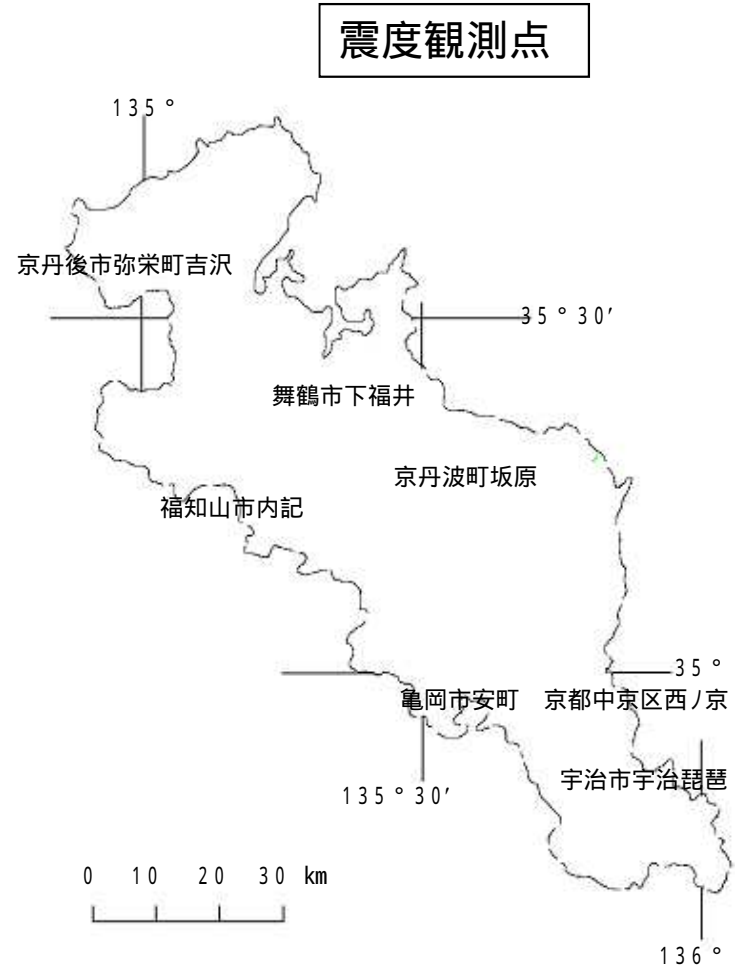 震度観測点
135°
京丹後市弥栄町吉沢
35°30′
舞鶴市下福井
京丹波町坂原
福知山市内記
35°
亀岡市安町 京都中京区西ノ京
宇治市宇治琵琶
135°30′
0 10 20 30 km
136°